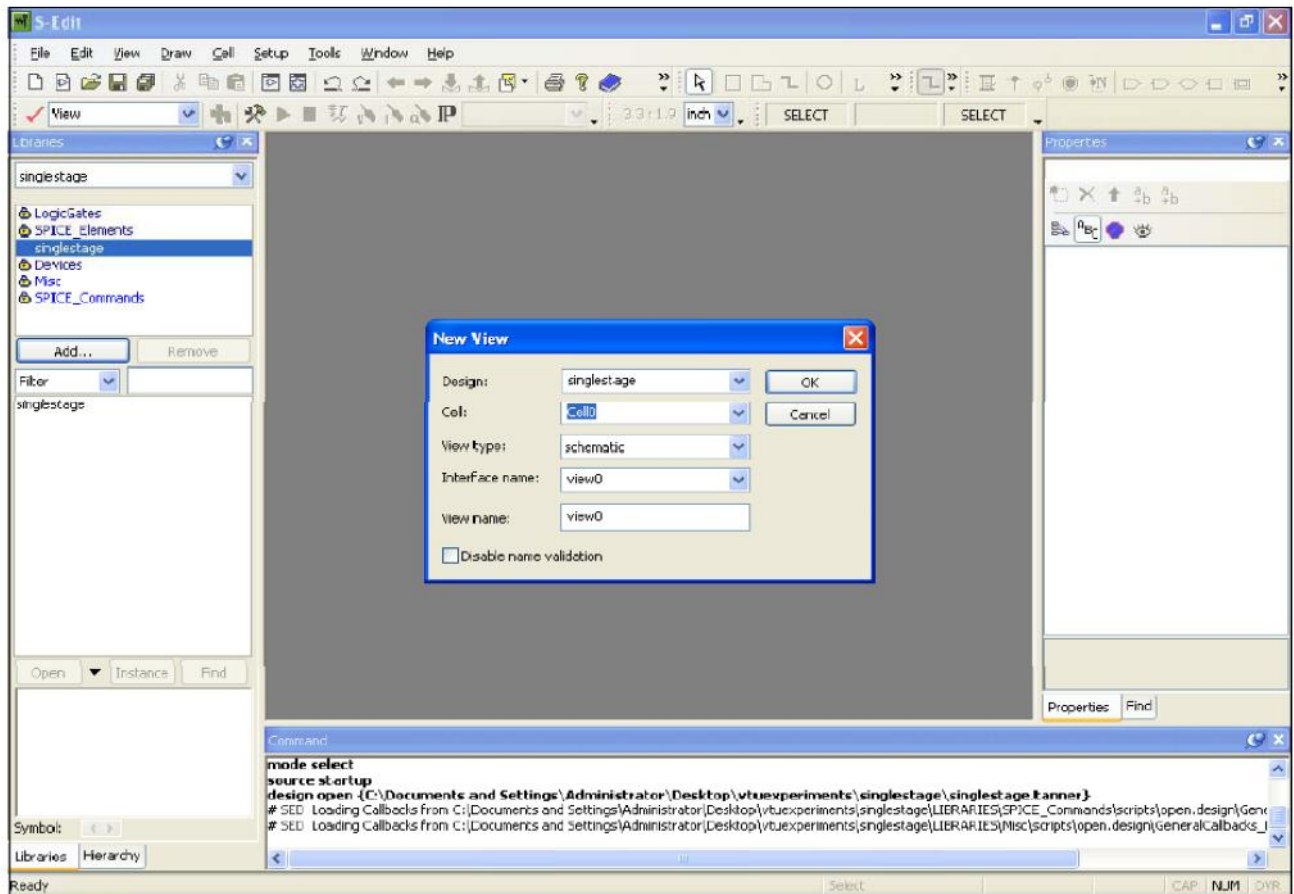 S-Edit
File Edit View Draw Cell Setup Tools Window Help
View
inch SELECT SELECT
Libraries
singlestage
LogicGates
SPICE_Elements
singlestage
Devices
Misc
SPICE_Commands
Add... Remove
Filter
singlestage
Open Instance Find
Symbol:
Libraries Hierarchy
New View
Design: singlestage OK
Cell: Cell0 Cancel
View type: schematic
Interface name: view0
View name: view0
Disable name validation
Properties
Properties Find
Command
mode select
source startup
design open {C:\Documents and Settings\Administrator\Desktop\vtuexperiments\singlestage\singlestage.tanner}
# SED Loading Callbacks from C:\Documents and Settings\Administrator\Desktop\vtuexperiments\singlestage\LIBRARIES\SPICE_Commands\scripts\open.design\Gene
# SED Loading Callbacks from C:\Documents and Settings\Administrator\Desktop\vtuexperiments\singlestage\LIBRARIES\Misc\scripts\open.design\GeneralCallbacks_
Ready Select CAP NUM OVR